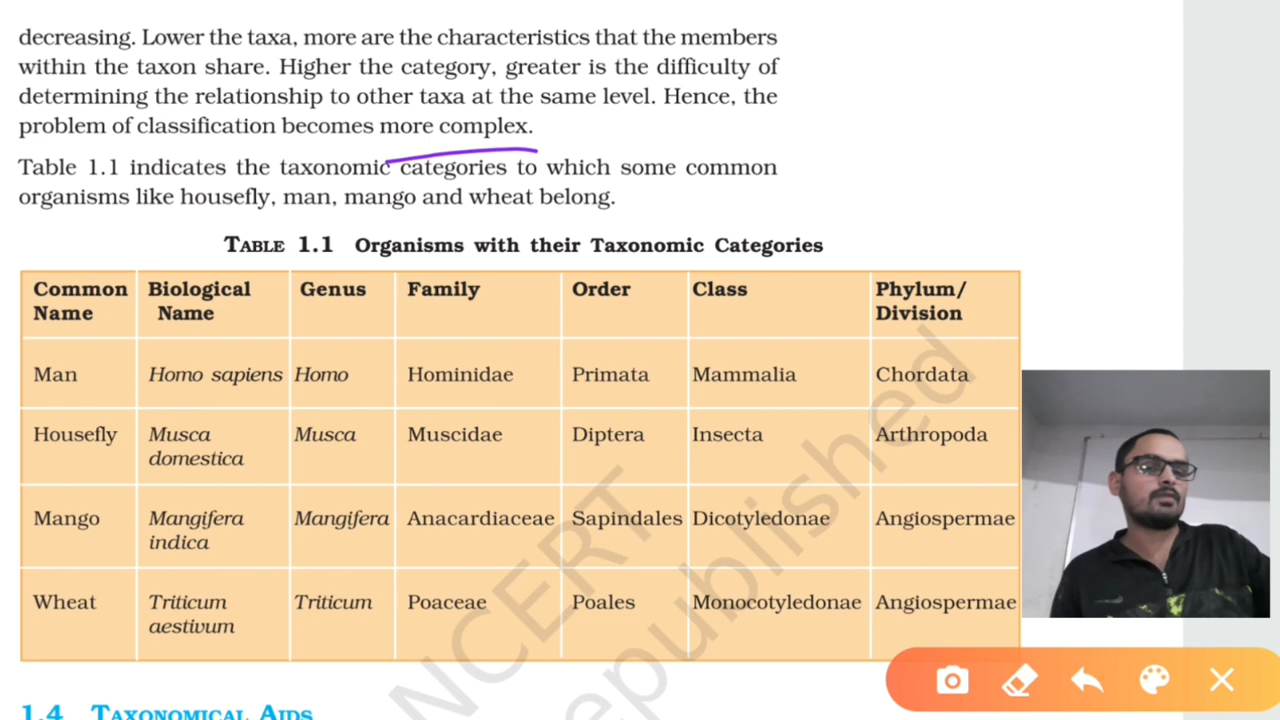 decreasing. Lower the taxa, more are the characteristics that the members
within the taxon share. Higher the category, greater is the difficulty of
determining the relationship to other taxa at the same level. Hence, the
problem of classification becomes more complex.
Table 1.1 indicates the taxonomic categories to which some common
organisms like housefly, man, mango and wheat belong.
TABLE 1.1 Organisms with their Taxonomic Categories
Common Name Biological Name Genus Family Order Class Phylum/ Division
Man Homo sapiens Homo Hominidae Primata Mammalia Chordata
Housefly Musca domestica Musca Muscidae Diptera Insecta Arthropoda
Mango Mangifera indica Mangifera Anacardiaceae Sapindales Dicotyledonae Angiospermae
Wheat Triticum aestivum Triticum Poaceae Poales Monocotyledonae Angiospermae
NCERT
republished
1.4 TAXONOMICAL AIDS